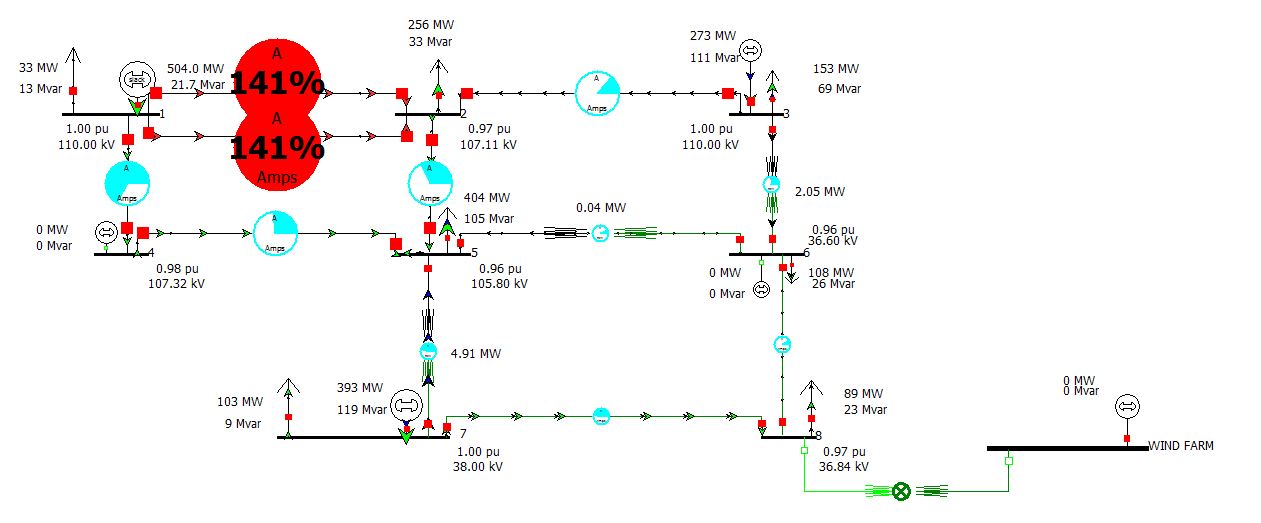 256 MW
33 Mvar
33 MW
13 Mvar
slack
504.0 MW
21.7 Mvar
A
141%
A
141%
Amps
A
Amps
273 MW
111 Mvar
153 MW
69 Mvar
1
2
3
1.00 pu
110.00 kV
0.97 pu
107.11 kV
1.00 pu
110.00 kV
A
Amps
A
Amps
2.05 MW
404 MW
105 Mvar
0.04 MW
0 MW
0 Mvar
A
Amps
4
5
6
0.98 pu
107.32 kV
0.96 pu
105.80 kV
0.96 pu
36.60 kV
0 MW
0 Mvar
108 MW
26 Mvar
4.91 MW
103 MW
9 Mvar
393 MW
119 Mvar
89 MW
23 Mvar
0 MW
0 Mvar
7
8
1.00 pu
38.00 kV
0.97 pu
36.84 kV
WIND FARM